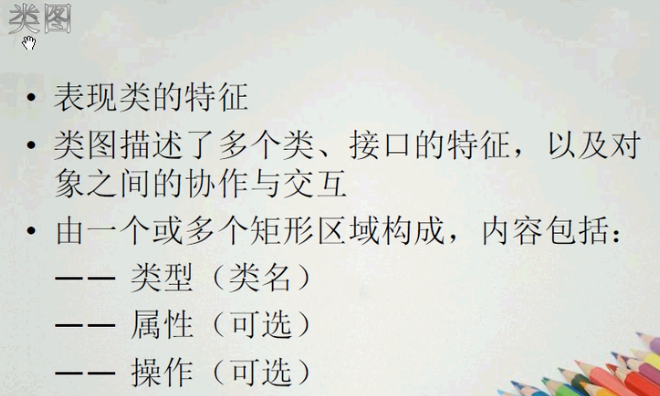 类图
• 表现类的特征
• 类图描述了多个类、接口的特征，以及对
象之间的协作与交互
• 由一个或多个矩形区域构成，内容包括：
—— 类型（类名）
—— 属性（可选）
—— 操作（可选）